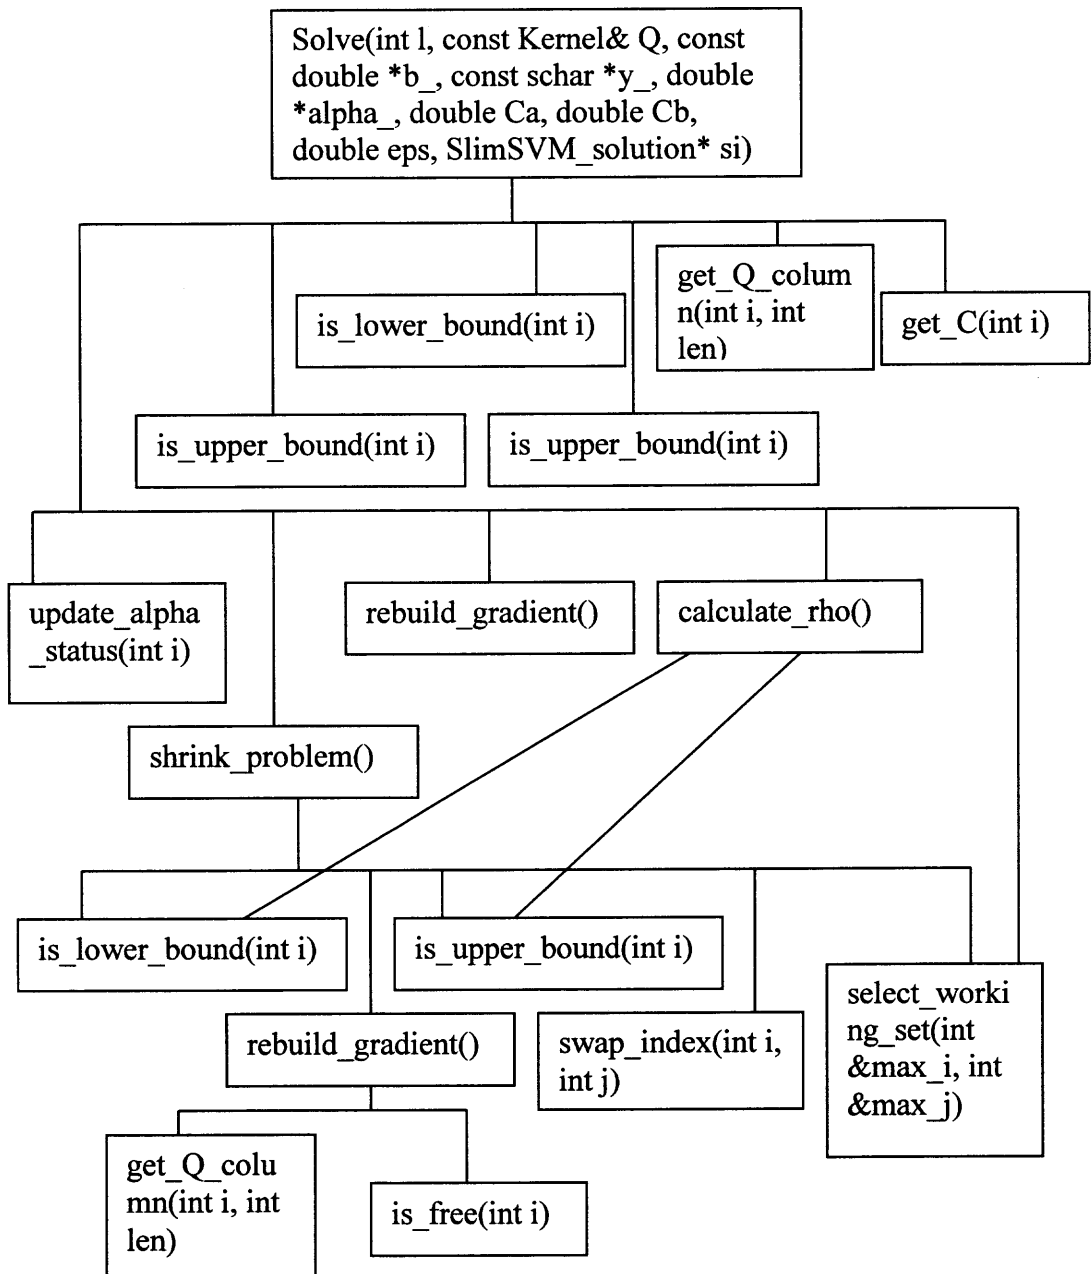 Solve(int l, const Kernel& Q, const
double *b_, const schar *y_, double
*alpha_, double Ca, double Cb,
double eps, SlimSVM_solution* si)
get_Q_colum
n(int i, int
len)
is_lower_bound(int i)
get_C(int i)
is_upper_bound(int i)
is_upper_bound(int i)
update_alpha
_status(int i)
rebuild_gradient()
calculate_rho()
shrink_problem()
is_lower_bound(int i)
is_upper_bound(int i)
select_worki
ng_set(int
&max_i, int
&max_j)
rebuild_gradient()
swap_index(int i,
int j)
get_Q_colu
mn(int i, int
len)
is_free(int i)